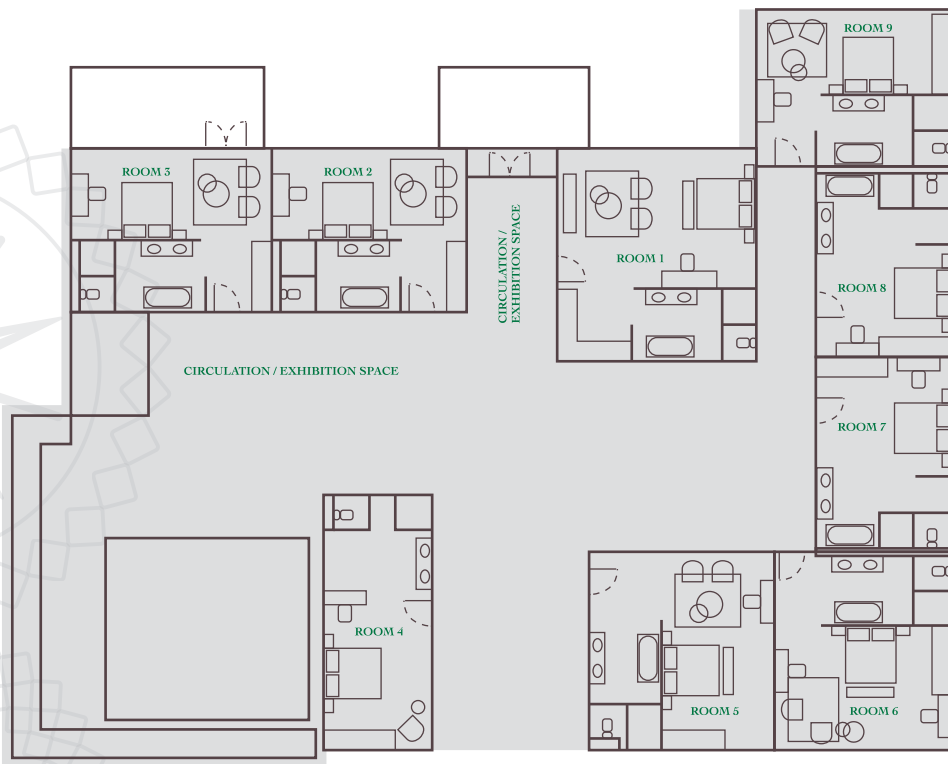 ROOM 9
ROOM 3
ROOM 2
CIRCULATION /
EXHIBITION SPACE
ROOM 1
ROOM 8
CIRCULATION / EXHIBITION SPACE
ROOM 7
ROOM 4
ROOM 5
ROOM 6